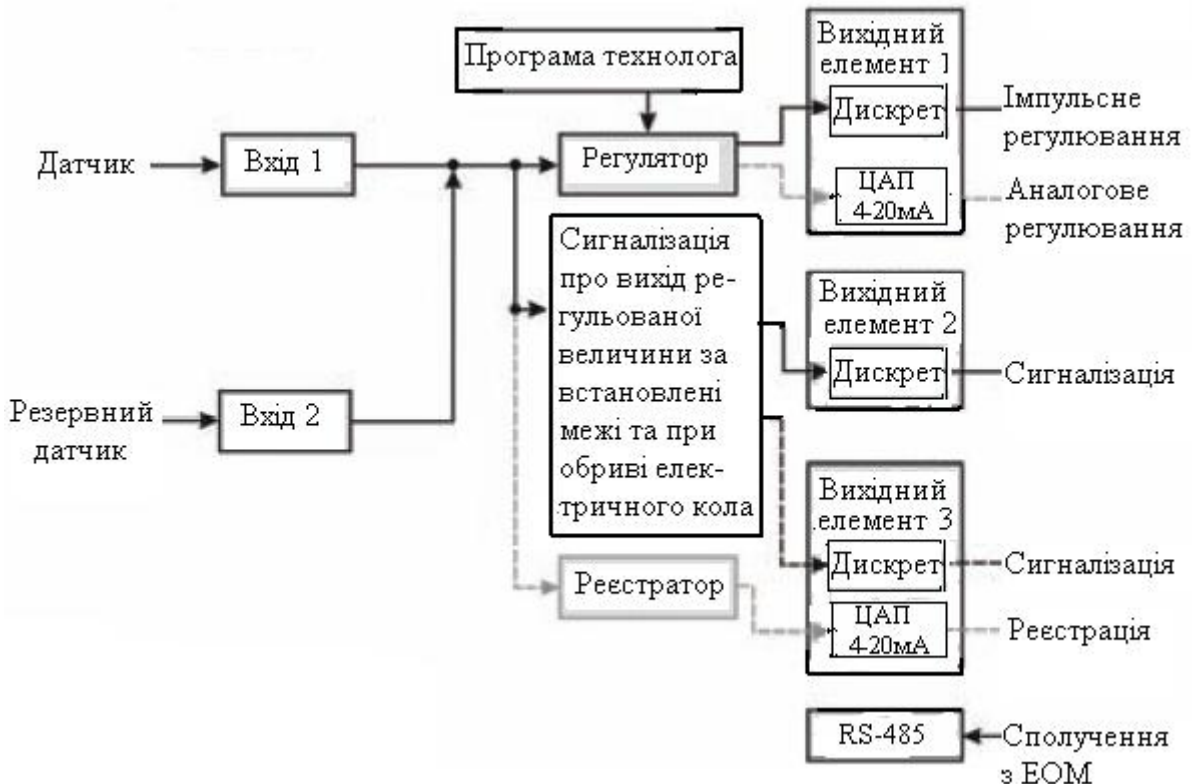 Програма технолога
Вихідний
елемент 1
Дискрет
Імпульсне
регулювання
Датчик
Вхід 1
Регулятор
ЦАП
4-20мА
Аналогове
регулювання
Сигналізація
про вихід ре-
гульованої
величини за
встановлені
межі та при
обриві елек-
тричного кола
Вихідний
елемент 2
Дискрет
Сигналізація
Резервний
датчик
Вхід 2
Вихідний
елемент 3
Дискрет
Сигналізація
Реєстратор
ЦАП
4-20мА
Реєстрація
RS-485
Сполучення
з ЕОМ